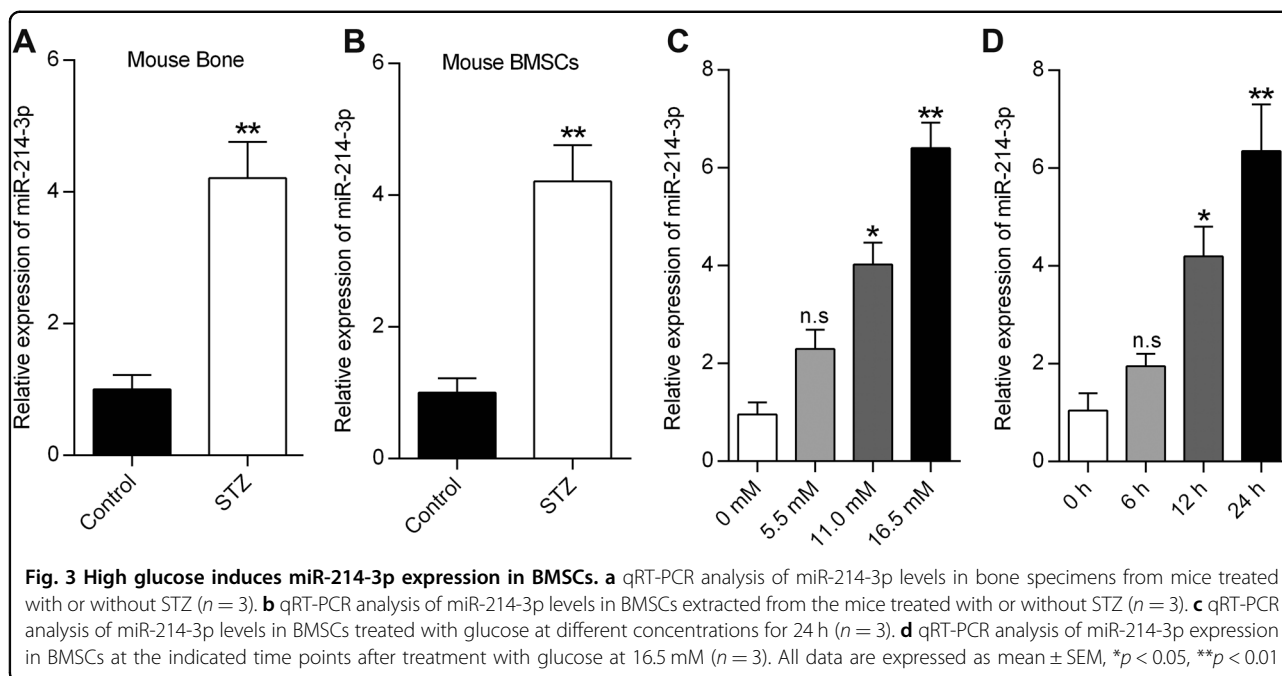 A
Mouse Bone
Relative expression of miR-214-3p
6
4
2
0
**
Control
STZ
B
Mouse BMSCs
Relative expression of miR-214-3p
6
4
2
0
**
Control
STZ
C
Relative expression of miR-214-3p
8
6
4
2
0
n.s
*
**
0 mM
5.5 mM
11.0 mM
16.5 mM
D
Relative expression of miR-214-3p
8
6
4
2
0
n.s
*
**
0 h
6 h
12 h
24 h
Fig. 3 High glucose induces miR-214-3p expression in BMSCs. a qRT-PCR analysis of miR-214-3p levels in bone specimens from mice treated
with or without STZ (n = 3). b qRT-PCR analysis of miR-214-3p levels in BMSCs extracted from the mice treated with or without STZ (n = 3). c qRT-PCR
analysis of miR-214-3p levels in BMSCs treated with glucose at different concentrations for 24 h (n = 3). d qRT-PCR analysis of miR-214-3p expression
in BMSCs at the indicated time points after treatment with glucose at 16.5 mM (n = 3). All data are expressed as mean ± SEM, *p < 0.05, **p < 0.01